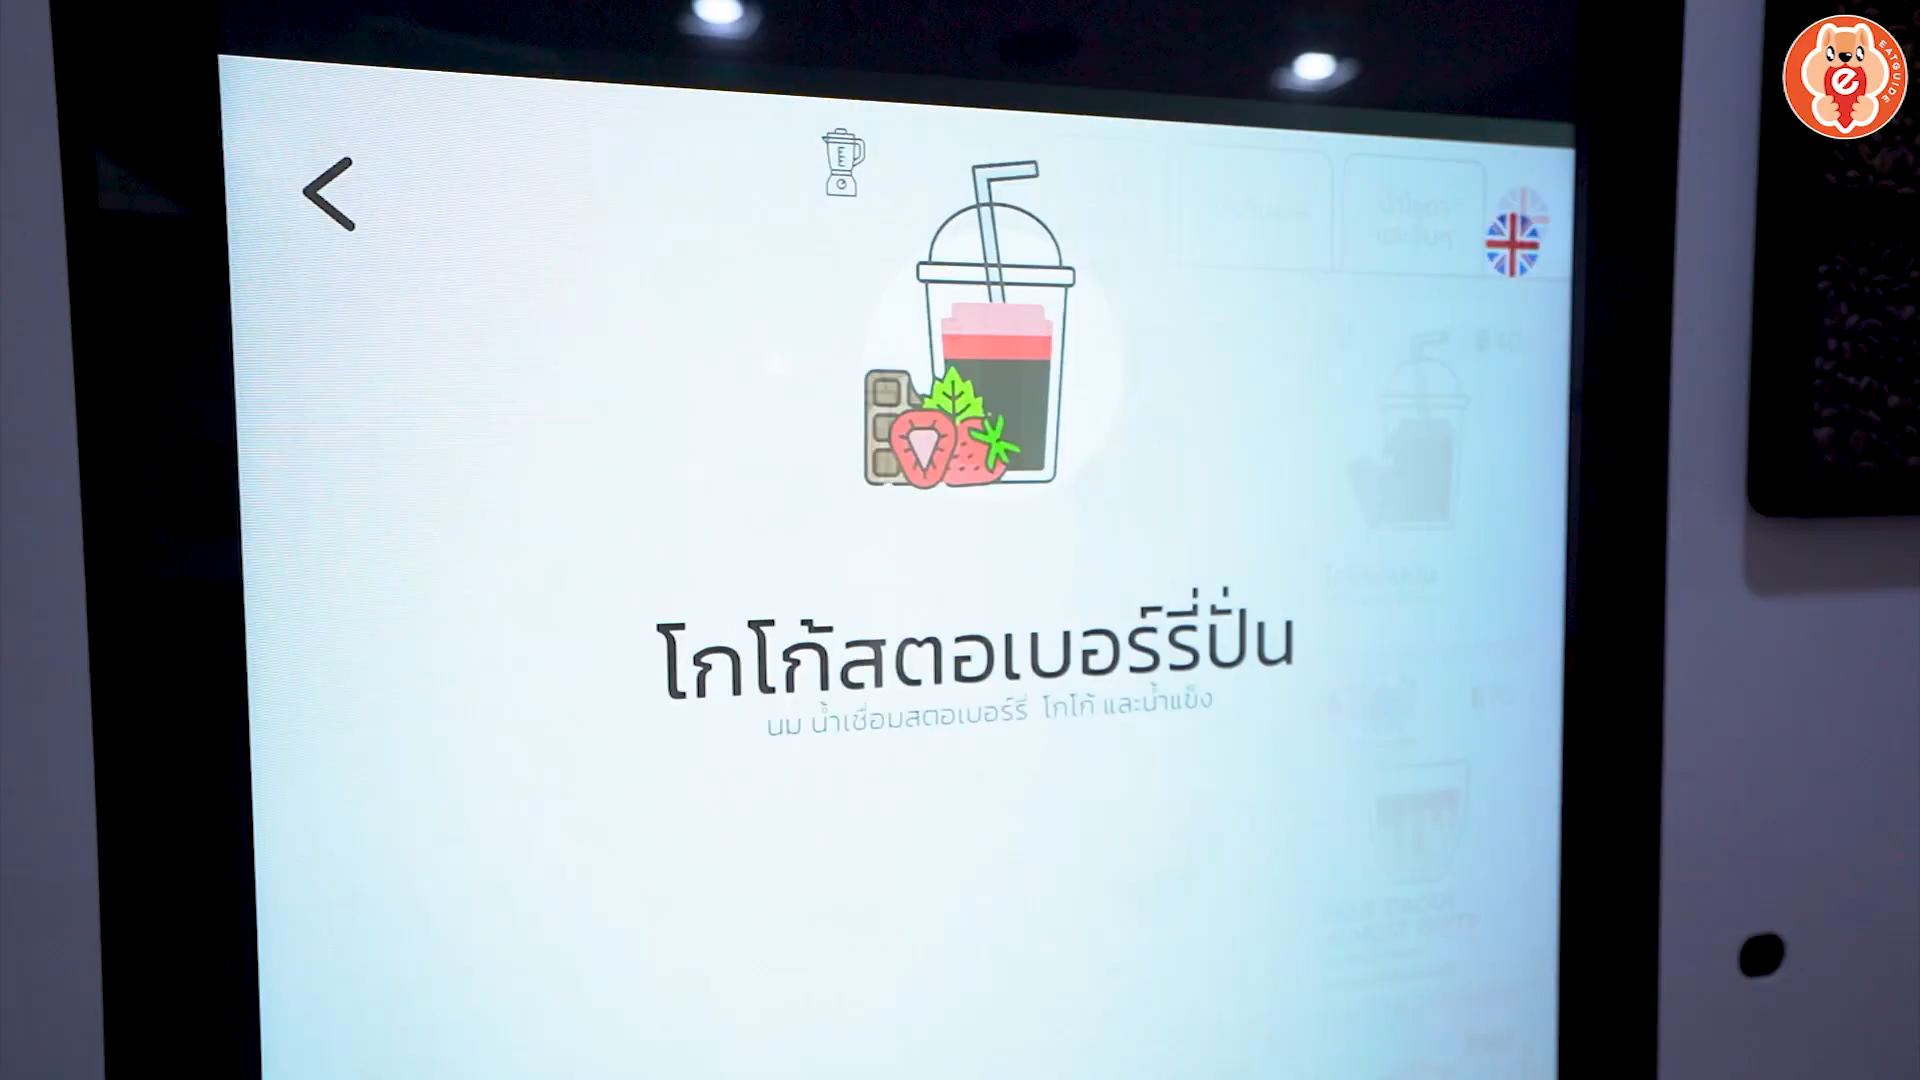 EATGUIDE
e
โกโก้สตอเบอร์รี่ปั่น
นม น้ำเชื่อมสตอเบอร์รี่ โกโก้ และน้ำแข็ง